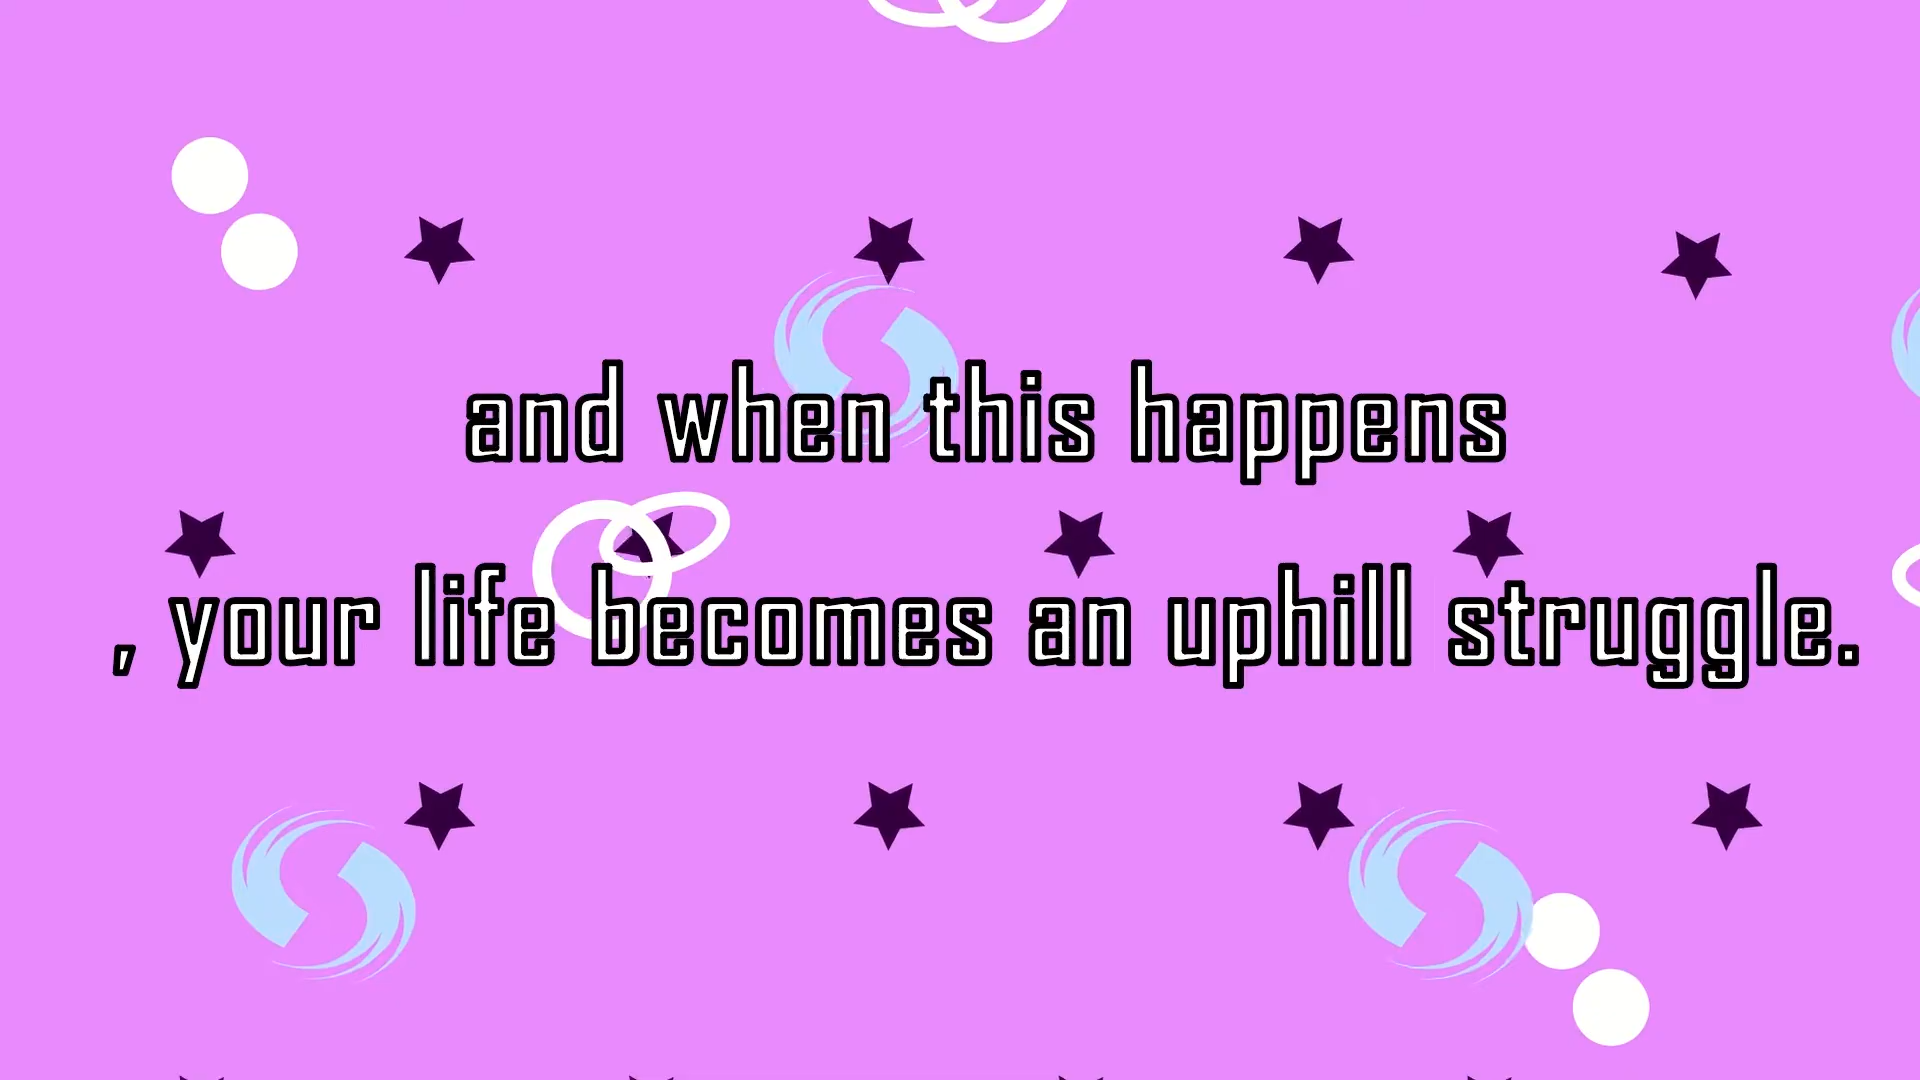 and when this happens
, your life becomes an uphill struggle.